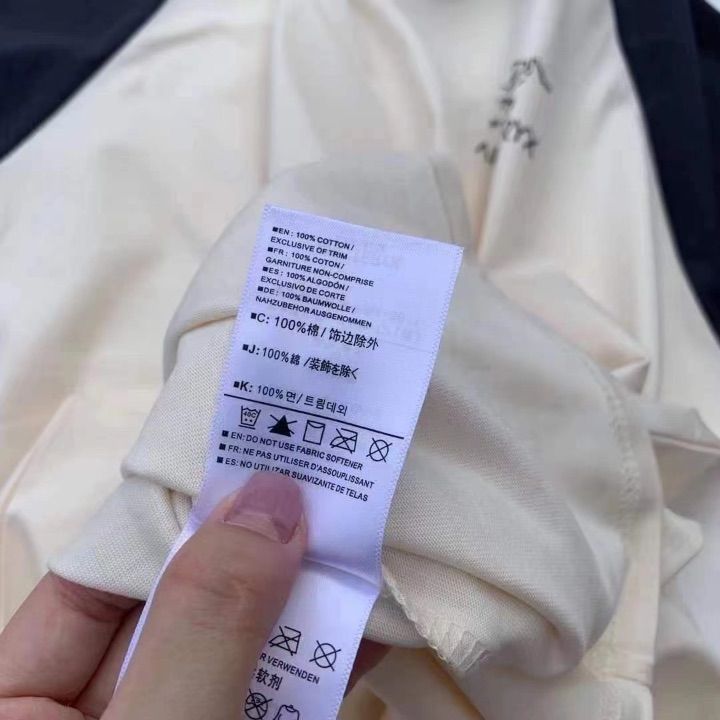 ■EN: 100% COTTON /
EXCLUSIVE OF TRIM
■FR: 100% COTON /
GARNITURE NON-COMPRISE
■ES: 100% ALGODÓN /
EXCLUSIVO DE CORTE
■DE: 100% BAUMWOLLE /
NAHZUBEHOR AUSGENOMMEN
■C: 100%棉 / 饰边除外
■J: 100%綿 /装飾を除く
■K: 100%면 /트림데외
40C
■EN: DO NOT USE FABRIC SOFTENER
■FR: NE PAS UTILISER D'ASSOUPLISSANT
■ES: NO UTILIZAR SUAVIZANTE DE TELAS
R VERWENDEN
软剂